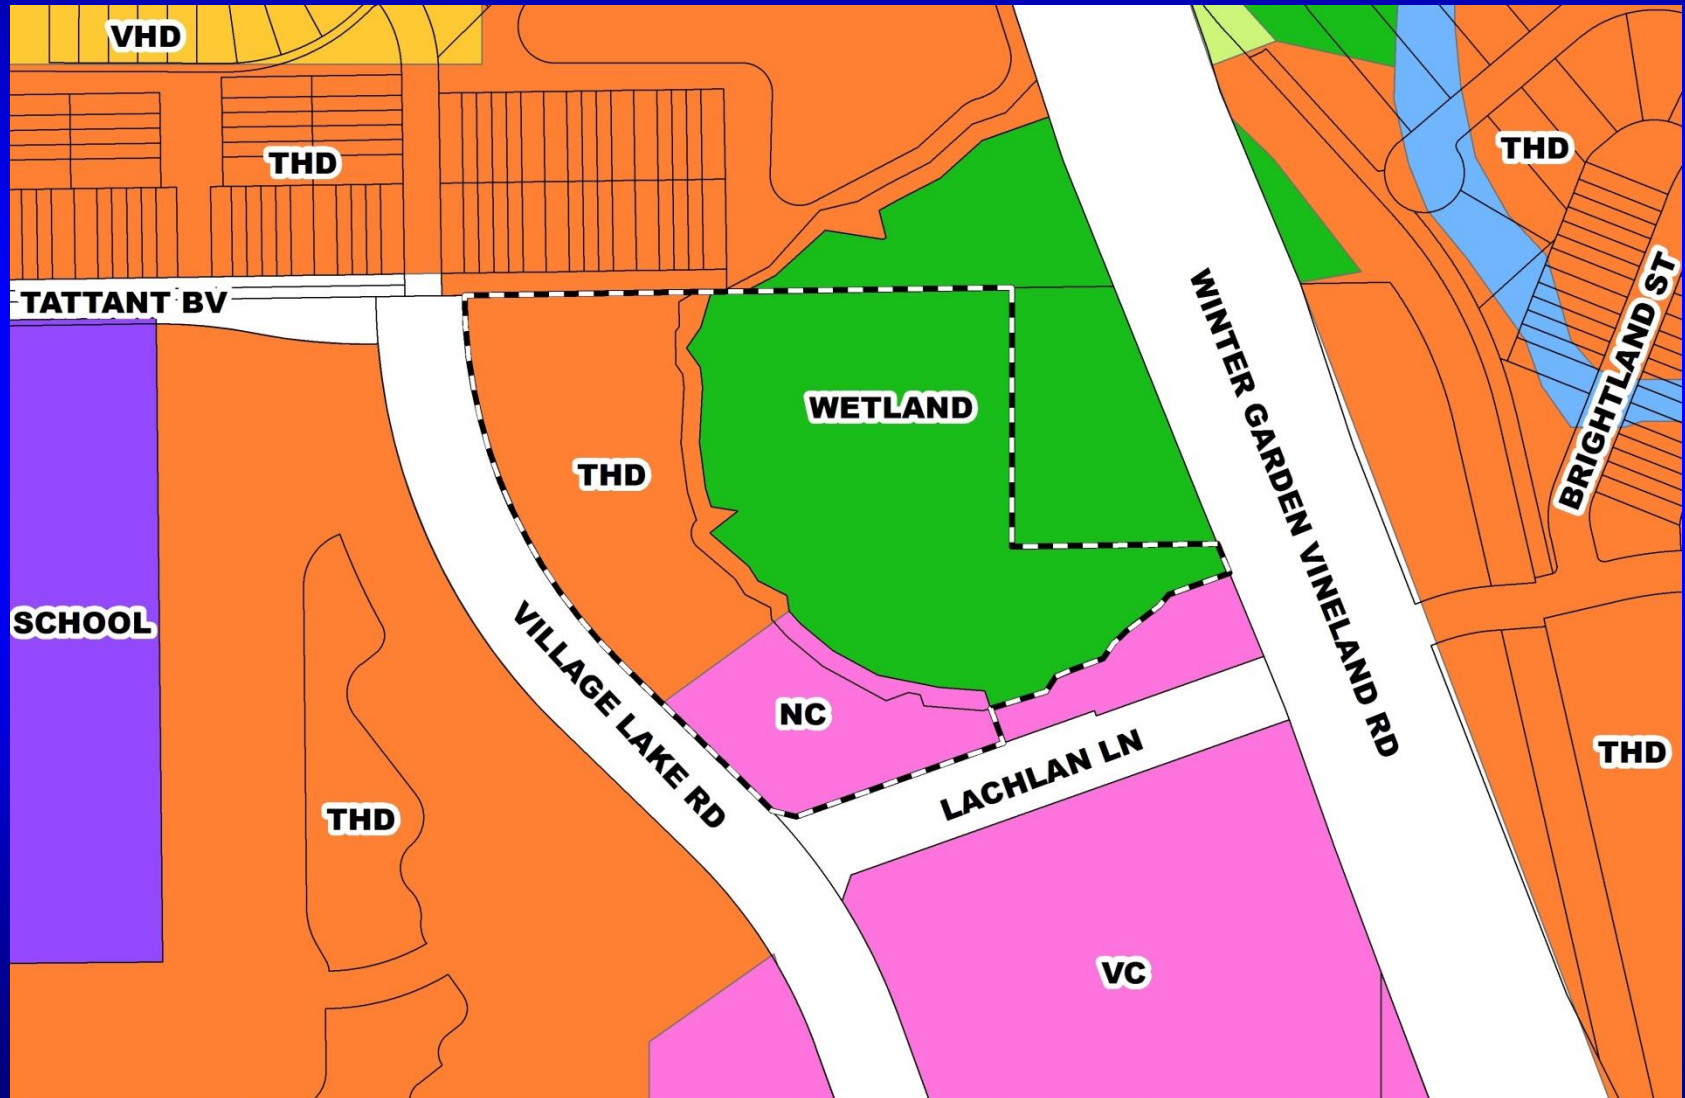 VHD
THD
THD
TATTANT BV
WINTER GARDEN VINELAND RD
BRIGHTLAND ST
WETLAND
THD
SCHOOL
VILLAGE LAKE RD
NC
LACHLAN LN
THD
THD
VC